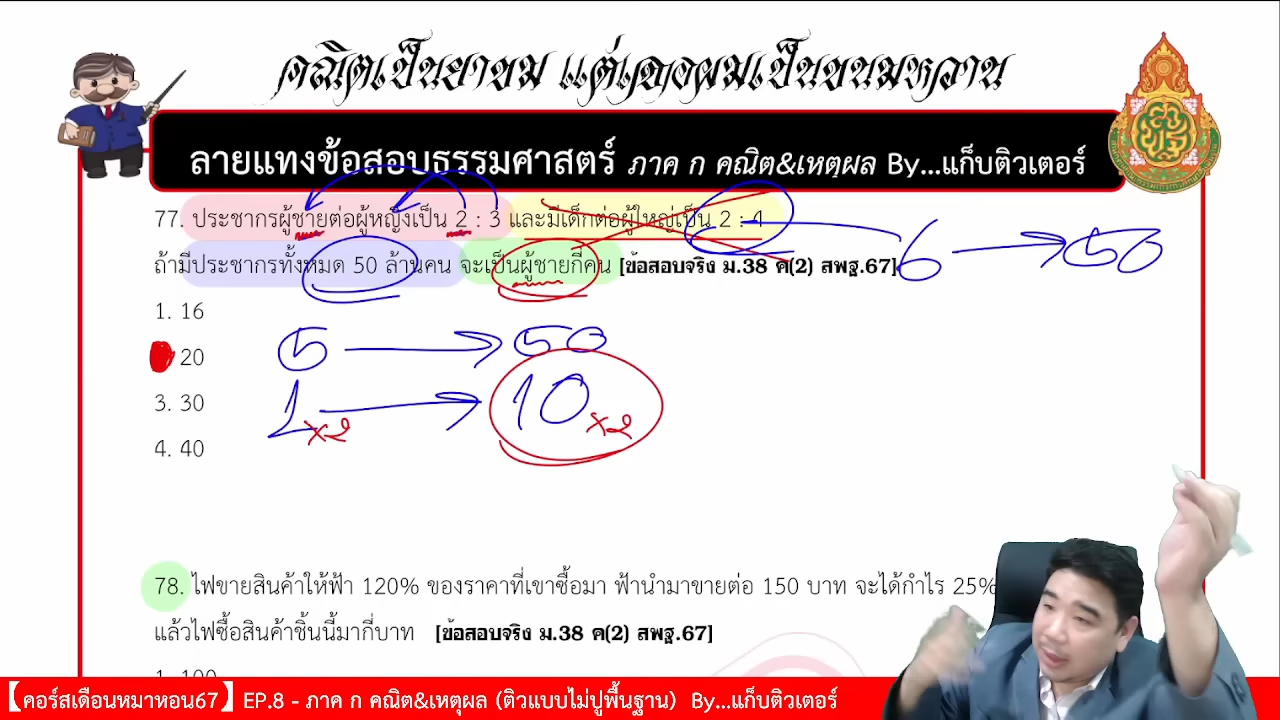 คณิตเป็นยาขม แต่เจอผมเป็นขนมหวาน
ลายแทงข้อสอบธรรมศาสตร์ ภาค ก คณิต&เหตุผล By...แก็บติวเตอร์
77. ประชากรผู้ชายต่อผู้หญิงเป็น 2 : 3 และมีเด็กต่อผู้ใหญ่เป็น 2 : 4
ถ้ามีประชากรทั้งหมด 50 ล้านคน จะเป็นผู้ชายกี่คน [ข้อสอบจริง ม.38 ค(2) สพฐ.67]
6 → 50
1. 16
20
3. 30
4. 40
5 → 50
1 x2 → 10 x2
78. ไฟขายสินค้าให้ฟ้า 120% ของราคาที่เขาซื้อมา ฟ้านำมาขายต่อ 150 บาท จะได้กำไร 25%
แล้วไฟซื้อสินค้าชิ้นนี้มากี่บาท [ข้อสอบจริง ม.38 ค(2) สพฐ.67]
1. 100
【คอร์สเดือนหมาหอน67】 EP.8 - ภาค ก คณิต&เหตุผล (ติวแบบไม่ปูพื้นฐาน) By...แก็บติวเตอร์